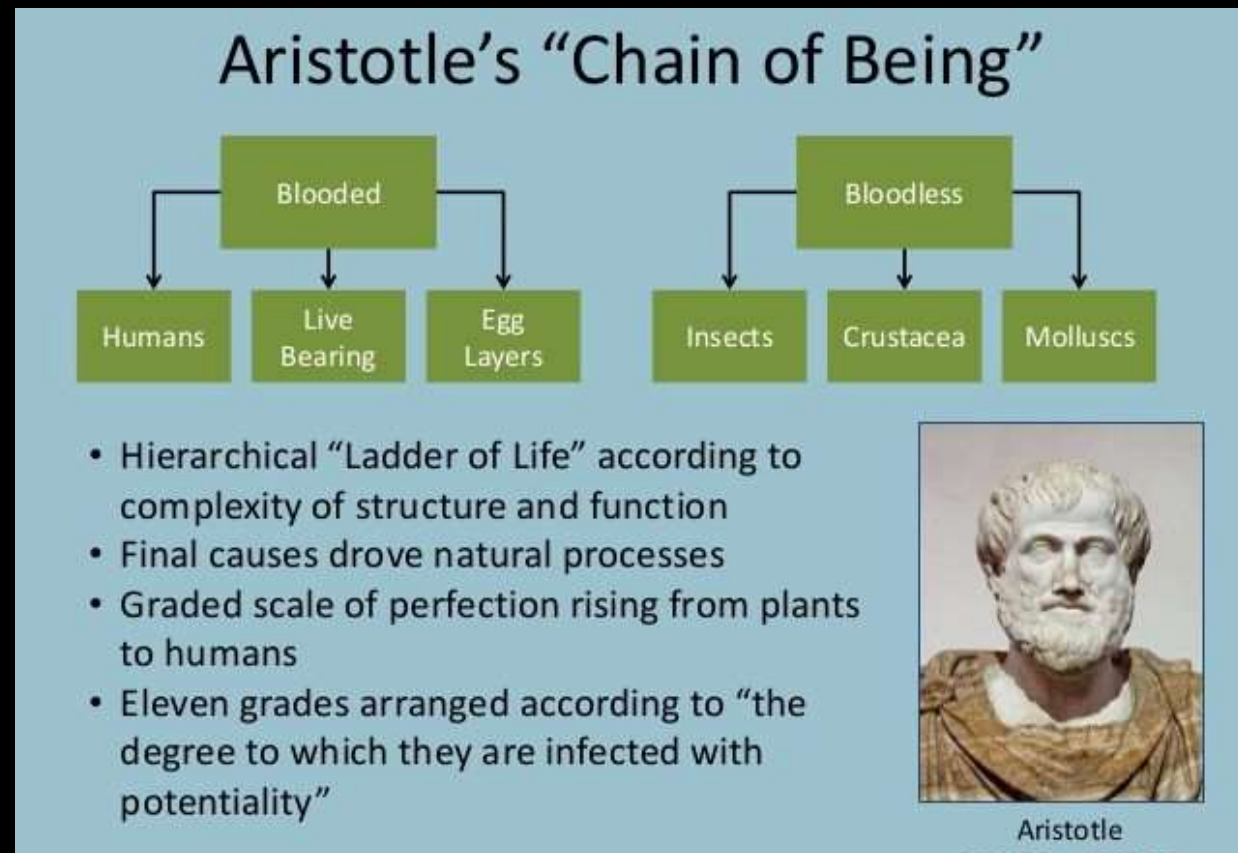 Aristotle’s “Chain of Being”
Blooded
Bloodless
Humans
Live
Bearing
Egg
Layers
Insects
Crustacea
Molluscs
• Hierarchical “Ladder of Life” according to
complexity of structure and function
• Final causes drove natural processes
• Graded scale of perfection rising from plants
to humans
• Eleven grades arranged according to “the
degree to which they are infected with
potentiality”
Aristotle